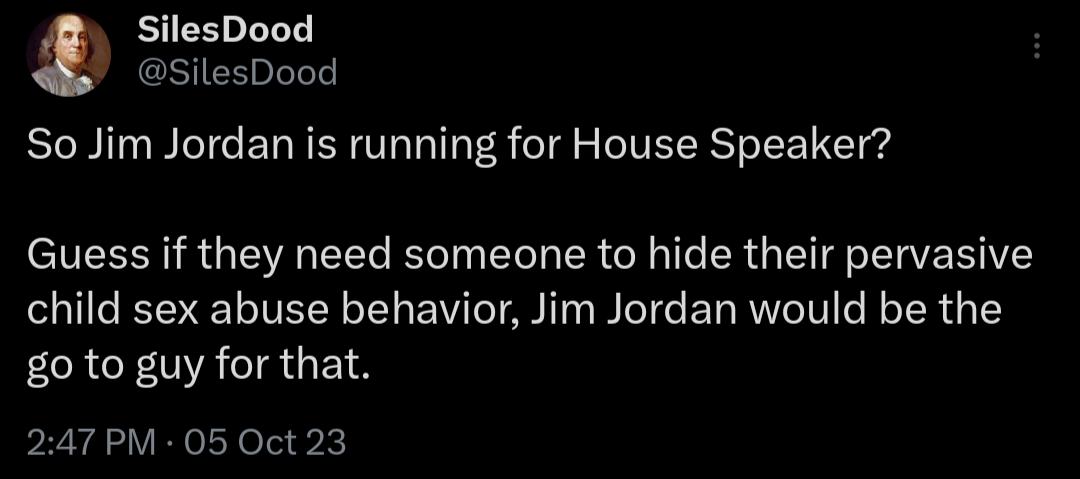 SilesDood
@SilesDood
So Jim Jordan is running for House Speaker?
Guess if they need someone to hide their pervasive
child sex abuse behavior, Jim Jordan would be the
go to guy for that.
2:47 PM · 05 Oct 23